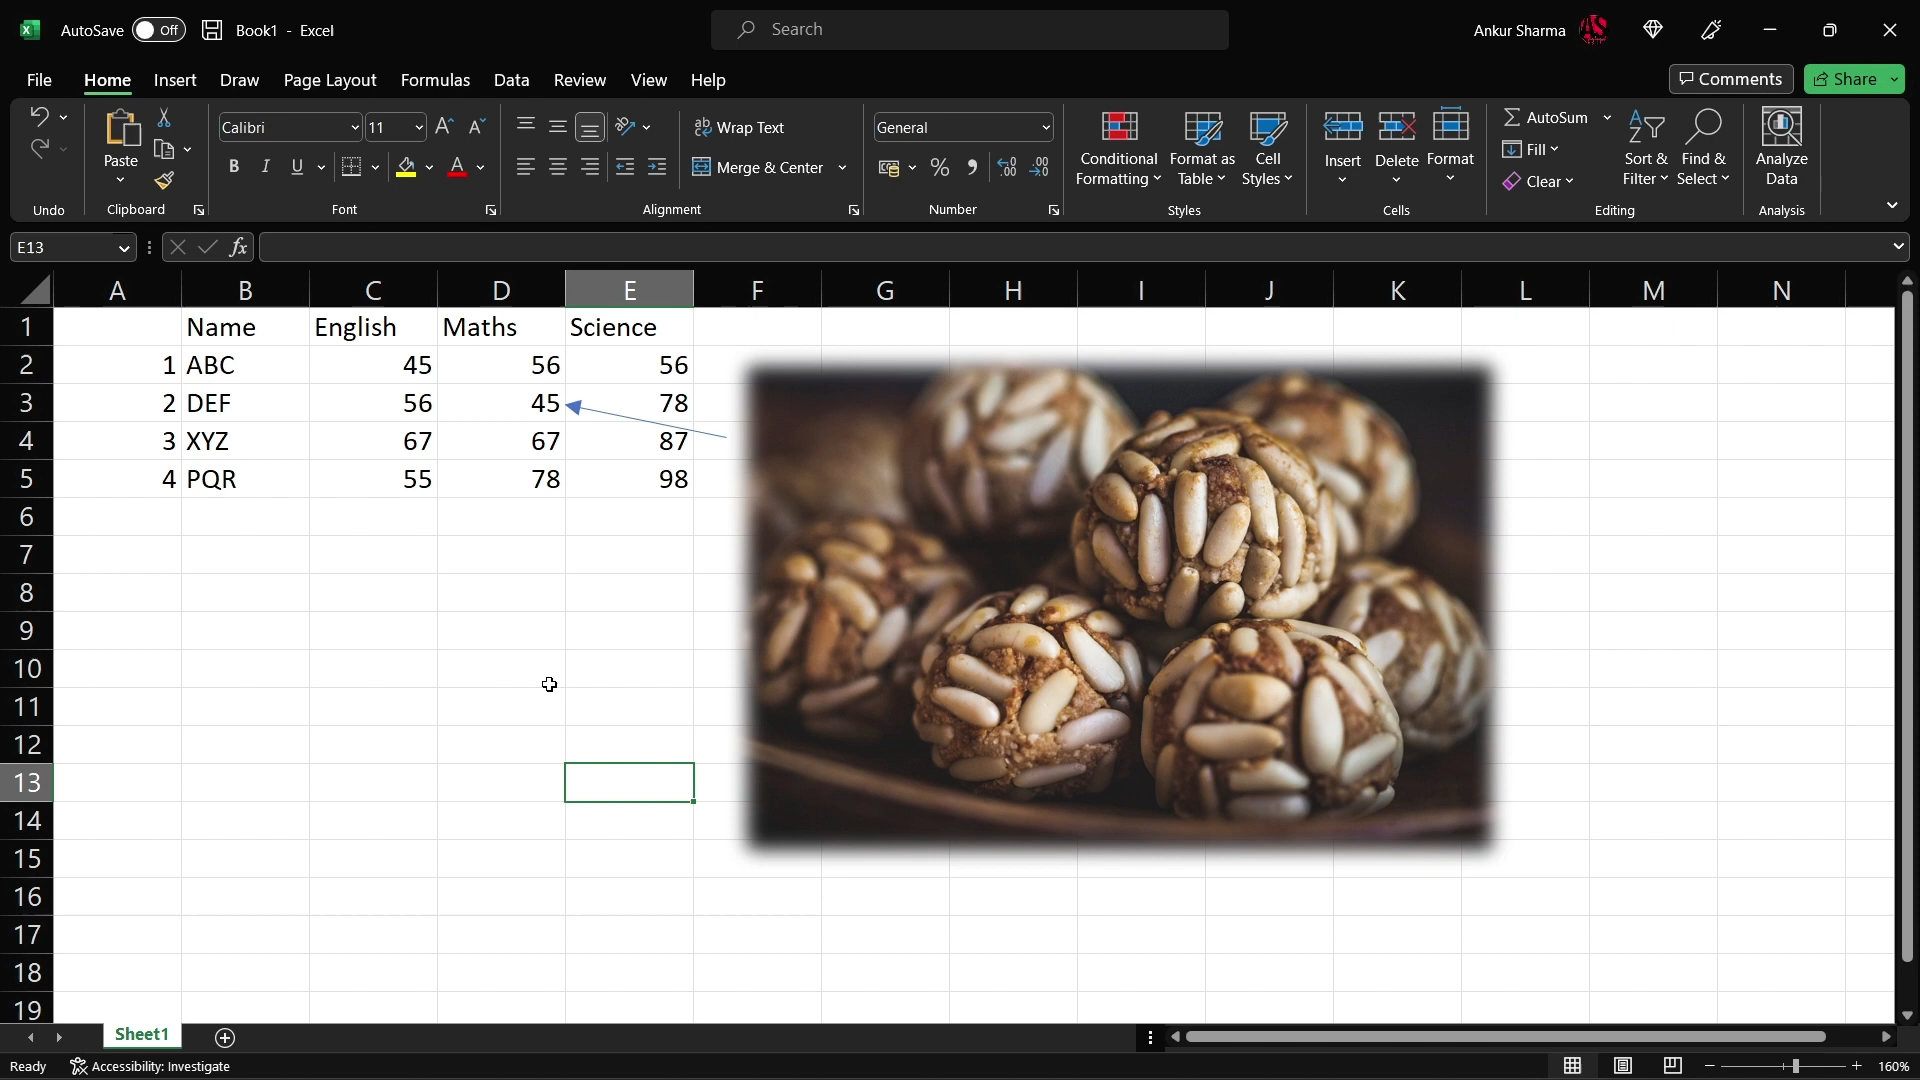 AutoSave Off Book1 - Excel Search Ankur Sharma
File Home Insert Draw Page Layout Formulas Data Review View Help Comments Share
Calibri 11 Wrap Text General AutoSum
Paste Conditional Format as Cell Insert Delete Format Fill Sort & Find & Analyze
B I U Merge & Center % Formatting Table Styles Clear Filter Select Data
Undo Clipboard Font Alignment Number Styles Cells Editing Analysis
E13 fx
A B C D E F G H I J K L M N
1 Name English Maths Science
2 1 ABC 45 56 56
3 2 DEF 56 45 78
4 3 XYZ 67 67 87
5 4 PQR 55 78 98
6
7
8
9
10
11
12
13
14
15
16
17
18
19
Sheet1
Ready Accessibility: Investigate 160%